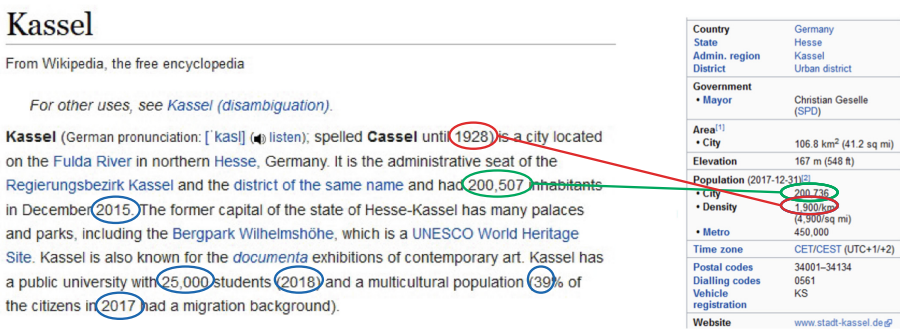 Kassel
From Wikipedia, the free encyclopedia
For other uses, see Kassel (disambiguation).
Kassel (German pronunciation: [ˈkasl̩] (listen); spelled Cassel until 1928) is a city located
on the Fulda River in northern Hesse, Germany. It is the administrative seat of the
Regierungsbezirk Kassel and the district of the same name and had 200,507 inhabitants
in December 2015. The former capital of the state of Hesse-Kassel has many palaces
and parks, including the Bergpark Wilhelmshöhe, which is a UNESCO World Heritage
Site. Kassel is also known for the documenta exhibitions of contemporary art. Kassel has
a public university with 25,000 students (2018) and a multicultural population (39% of
the citizens in 2017 had a migration background).
Country Germany
State Hesse
Admin. region Kassel
District Urban district
Government
• Mayor Christian Geselle
(SPD)
Area[1]
• City 106.8 km² (41.2 sq mi)
Elevation 167 m (548 ft)
Population (2017-12-31)[2]
• City 200,736
• Density 1,900/km
(4,900/sq mi)
• Metro 450,000
Time zone CET/CEST (UTC+1/+2)
Postal codes 34001–34134
Dialling codes 0561
Vehicle KS
registration
Website www.stadt-kassel.de